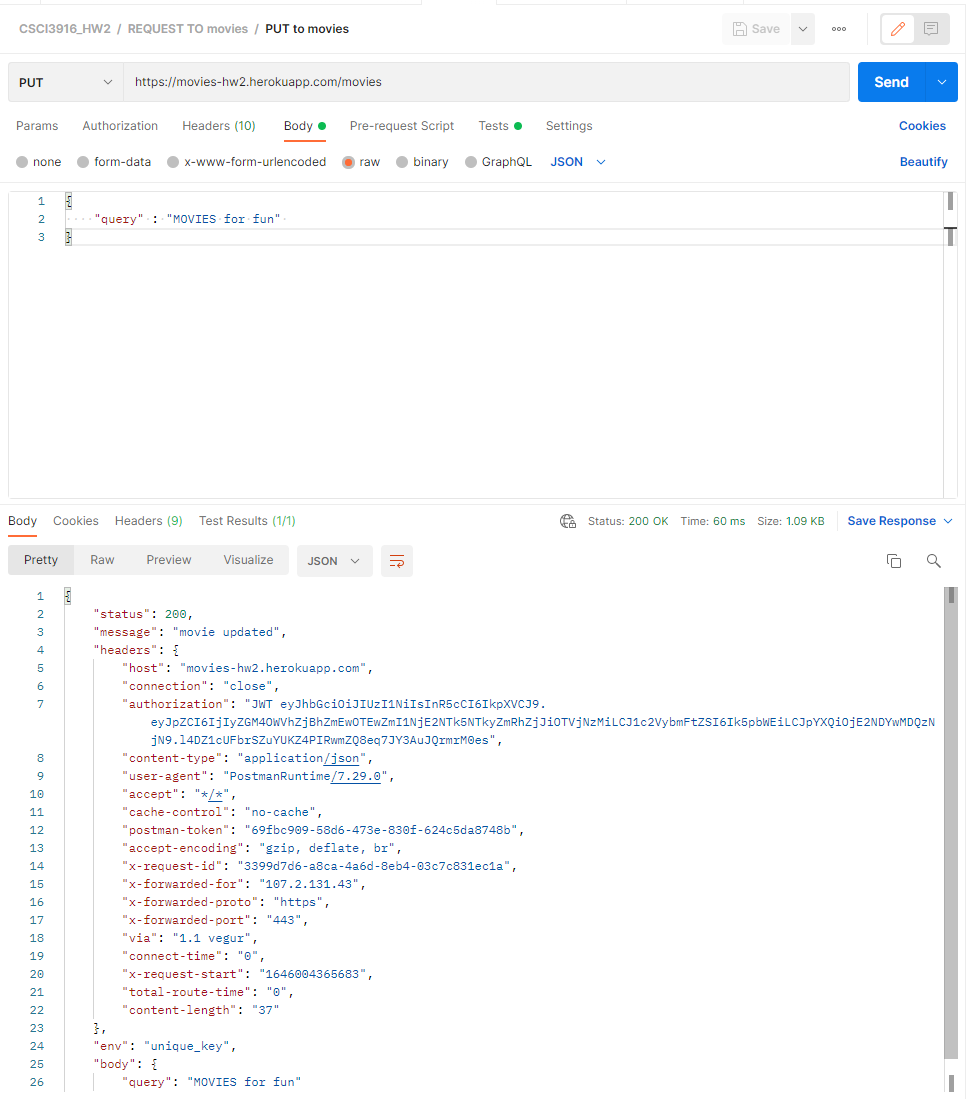 CSCI3916_HW2 / REQUEST TO movies / PUT to movies Save
PUT https://movies-hw2.herokuapp.com/movies Send
Params Authorization Headers (10) Body Pre-request Script Tests Settings Cookies
none form-data x-www-form-urlencoded raw binary GraphQL JSON Beautify
1 {
2 "query" : "MOVIES for fun"
3 }
Body Cookies Headers (9) Test Results (1/1) Status: 200 OK Time: 60 ms Size: 1.09 KB Save Response
Pretty Raw Preview Visualize JSON
1 {
2 "status": 200,
3 "message": "movie updated",
4 "headers": {
5 "host": "movies-hw2.herokuapp.com",
6 "connection": "close",
7 "authorization": "JWT eyJhbGciOiJIUzI1NiIsInR5cCI6IkpXVCJ9.
eyJpZCI6IjIyZGM4OWVhZjBhZmEwOTEwZmI1NjE2NTk5NTkyZmRhZjJiOTVjNzMiLCJ1c2VybmFtZSI6Ik5pbWEiLCJpYXQiOjE2NDYwMDQzN
jN9.l4DZ1cUFbrSZuYUKZ4PIRwmZQ8eq7JY3AuJQrmrM0es",
8 "content-type": "application/json",
9 "user-agent": "PostmanRuntime/7.29.0",
10 "accept": "*/*",
11 "cache-control": "no-cache",
12 "postman-token": "69fbc909-58d6-473e-830f-624c5da8748b",
13 "accept-encoding": "gzip, deflate, br",
14 "x-request-id": "3399d7d6-a8ca-4a6d-8eb4-03c7c831ec1a",
15 "x-forwarded-for": "107.2.131.43",
16 "x-forwarded-proto": "https",
17 "x-forwarded-port": "443",
18 "via": "1.1 vegur",
19 "connect-time": "0",
20 "x-request-start": "1646004365683",
21 "total-route-time": "0",
22 "content-length": "37"
23 },
24 "env": "unique_key",
25 "body": {
26 "query": "MOVIES for fun"